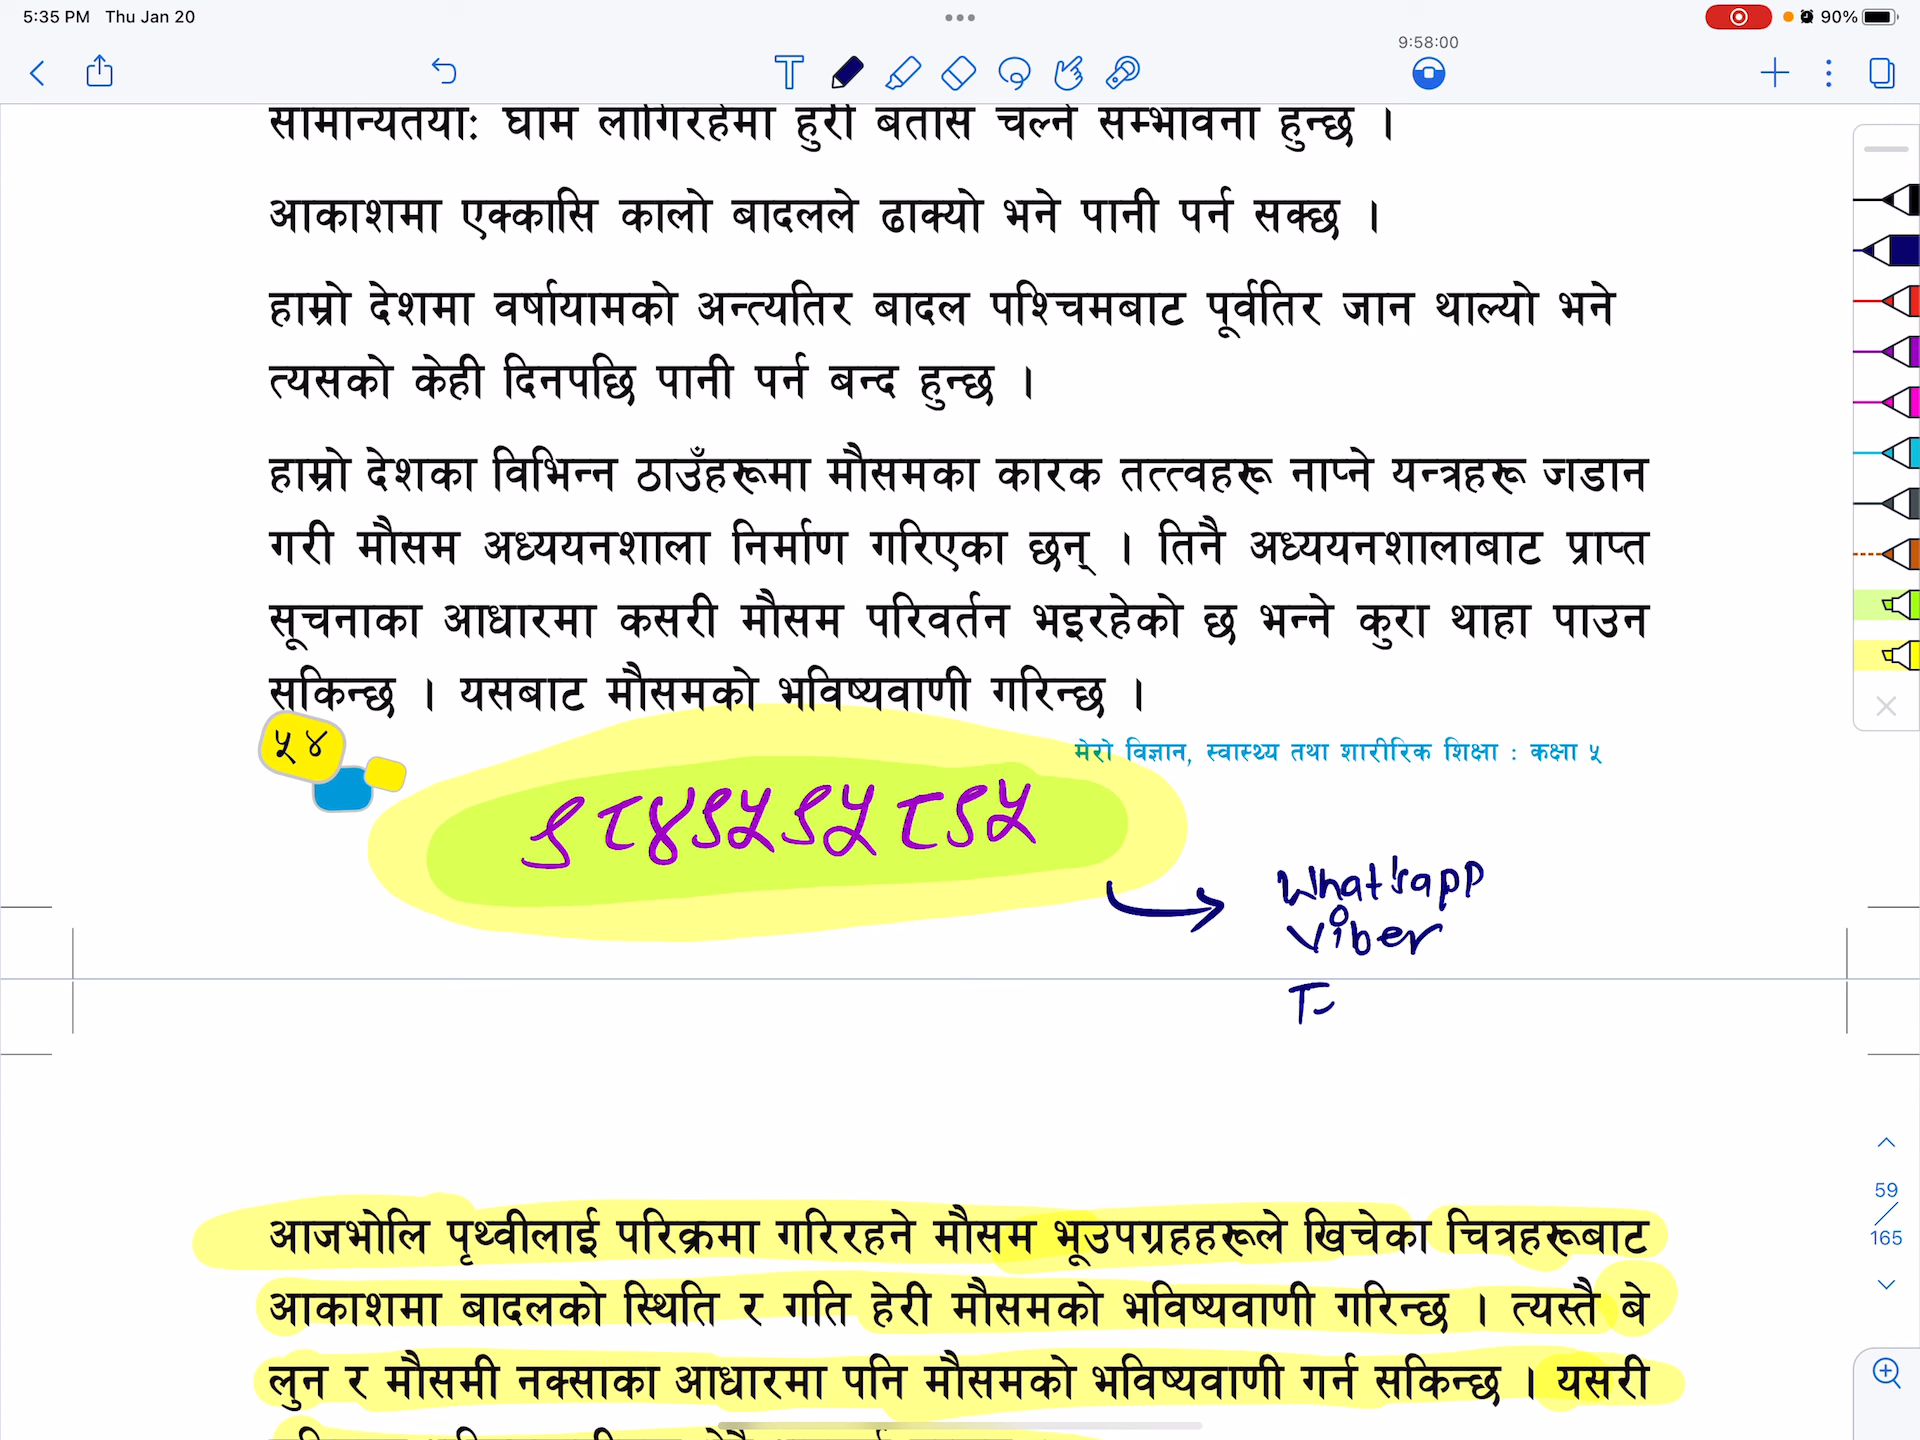 5:35 PM Thu Jan 20
90%
9:58:00
सामान्यतयाः घाम लागिरहेमा हुरी बतास चल्ने सम्भावना हुन्छ ।
आकाशमा एक्कासि कालो बादलले ढाक्यो भने पानी पर्न सक्छ ।
हाम्रो देशमा वर्षायामको अन्त्यतिर बादल पश्चिमबाट पूर्वतिर जान थाल्यो भने
त्यसको केही दिनपछि पानी पर्न बन्द हुन्छ ।
हाम्रो देशका विभिन्न ठाउँहरूमा मौसमका कारक तत्त्वहरू नाप्ने यन्त्रहरू जडान
गरी मौसम अध्ययनशाला निर्माण गरिएका छन् । तिनै अध्ययनशालाबाट प्राप्त
सूचनाका आधारमा कसरी मौसम परिवर्तन भइरहेको छ भन्ने कुरा थाहा पाउन
सकिन्छ । यसबाट मौसमको भविष्यवाणी गरिन्छ ।
५४
मेरो विज्ञान, स्वास्थ्य तथा शारीरिक शिक्षा : कक्षा ५
९८४९५९५८९५
What'sapp
Viber
आजभोलि पृथ्वीलाई परिक्रमा गरिरहने मौसम भूउपग्रहहरूले खिचेका चित्रहरूबाट
आकाशमा बादलको स्थिति र गति हेरी मौसमको भविष्यवाणी गरिन्छ । त्यस्तै बे
लुन र मौसमी नक्साका आधारमा पनि मौसमको भविष्यवाणी गर्न सकिन्छ । यसरी
59
165